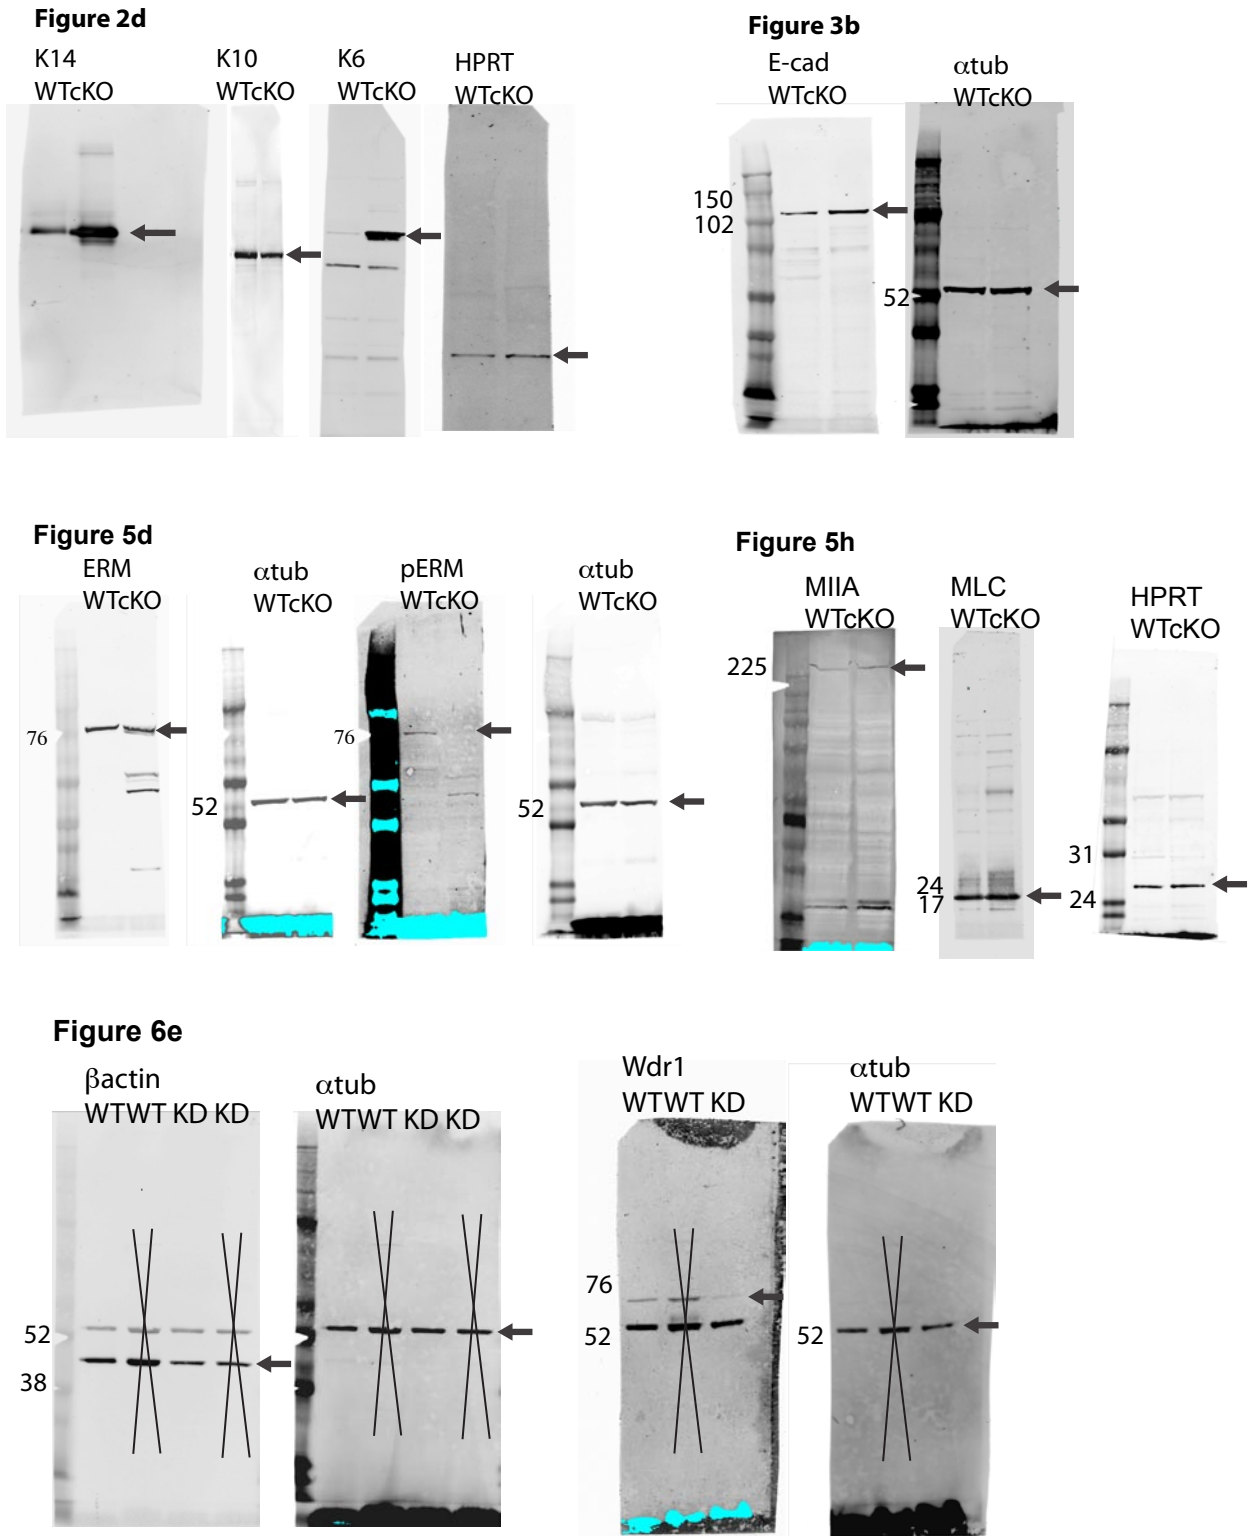 Figure 2d
K14
WTcKO
K10
WTcKO
K6
WTcKO
HPRT
WTcKO
Figure 3b
E-cad
WTcKO
αtub
WTcKO
150
102
52
Figure 5d
ERM
WTcKO
αtub
WTcKO
pERM
WTcKO
αtub
WTcKO
76
52
76
52
Figure 5h
MIIA
WTcKO
MLC
WTcKO
HPRT
WTcKO
225
24
17
31
24
Figure 6e
βactin
WTWT KD KD
αtub
WTWT KD KD
Wdr1
WTWT KD
αtub
WTWT KD
52
38
76
52
52